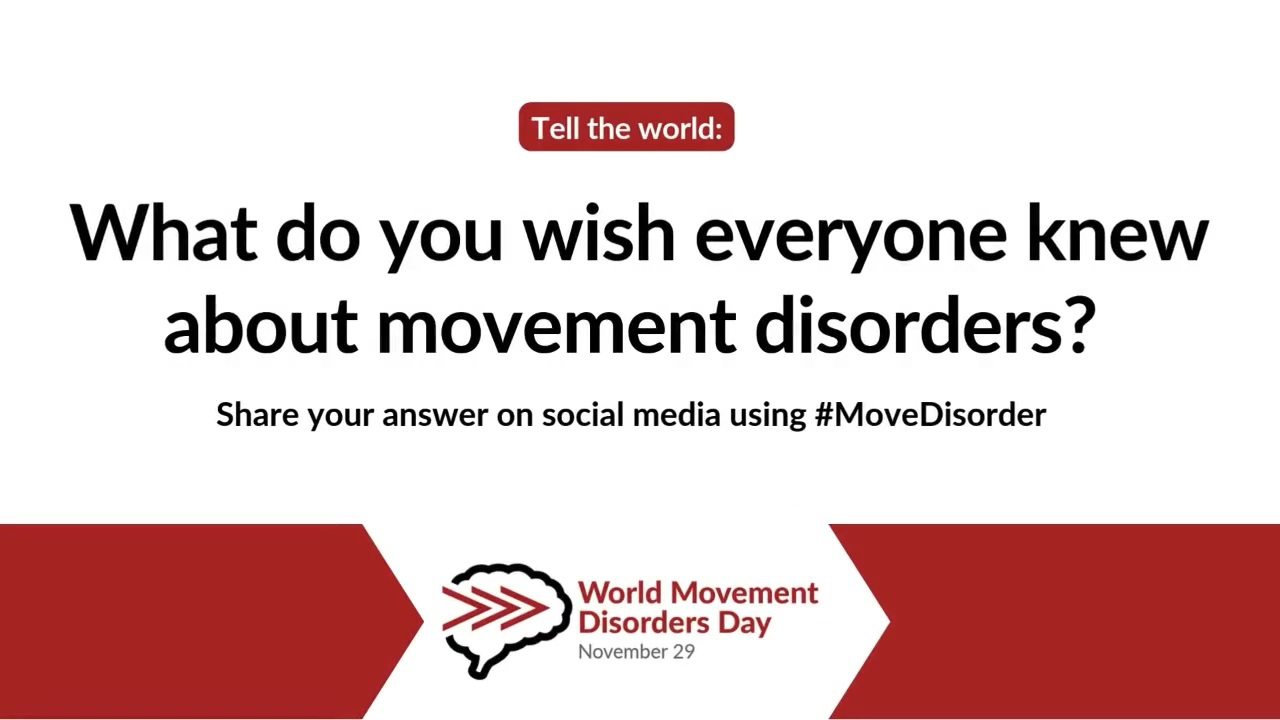 Tell the world:
What do you wish everyone knew
about movement disorders?
Share your answer on social media using #MoveDisorder
World Movement
Disorders Day
November 29